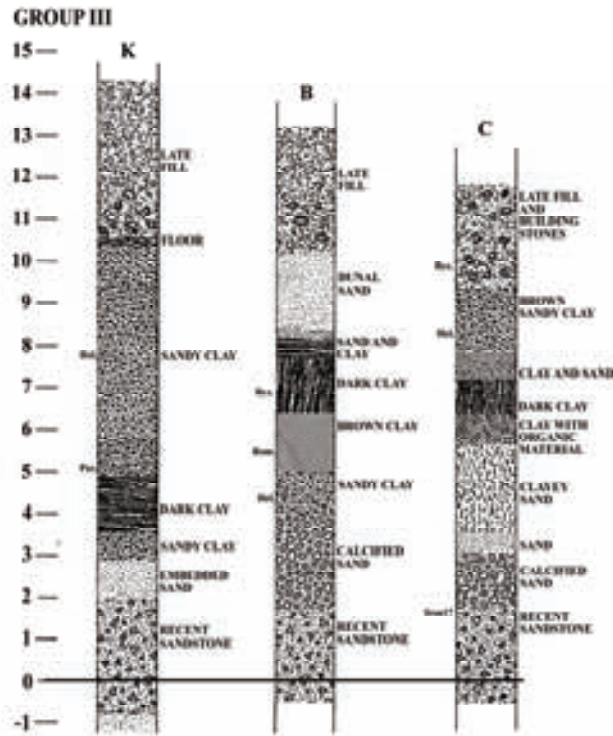 GROUP III
15
14
13
12
11
10
9
8
7
6
5
4
3
2
1
0
-1
K
LATE
FILL
FLOOR
SANDY CLAY
DARK CLAY
SANDY CLAY
EMBEDDED
SAND
RECENT
SANDSTONE
B
LATE
FILL
DUNAL
SAND
SAND AND
CLAY
DARK CLAY
BROWN CLAY
SANDY CLAY
CALCIFIED
SAND
RECENT
SANDSTONE
C
LATE FILL
AND
BUILDING
STONES
BROWN
SANDY CLAY
CLAY AND SAND
DARK CLAY
CLAY WITH
ORGANIC
MATERIAL
CLAYEY
SAND
SAND
CALCIFIED
SAND
RECENT
SANDSTONE